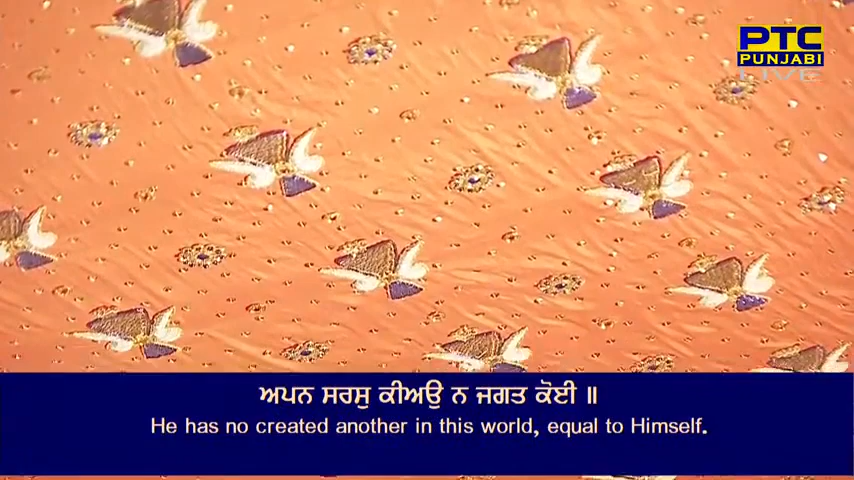 PTC
PUNJABI
LIVE
ਅਪਨ ਸਰਸੁ ਕੀਅਉ ਨ ਜਗਤ ਕੋਈ ॥
He has no created another in this world, equal to Himself.